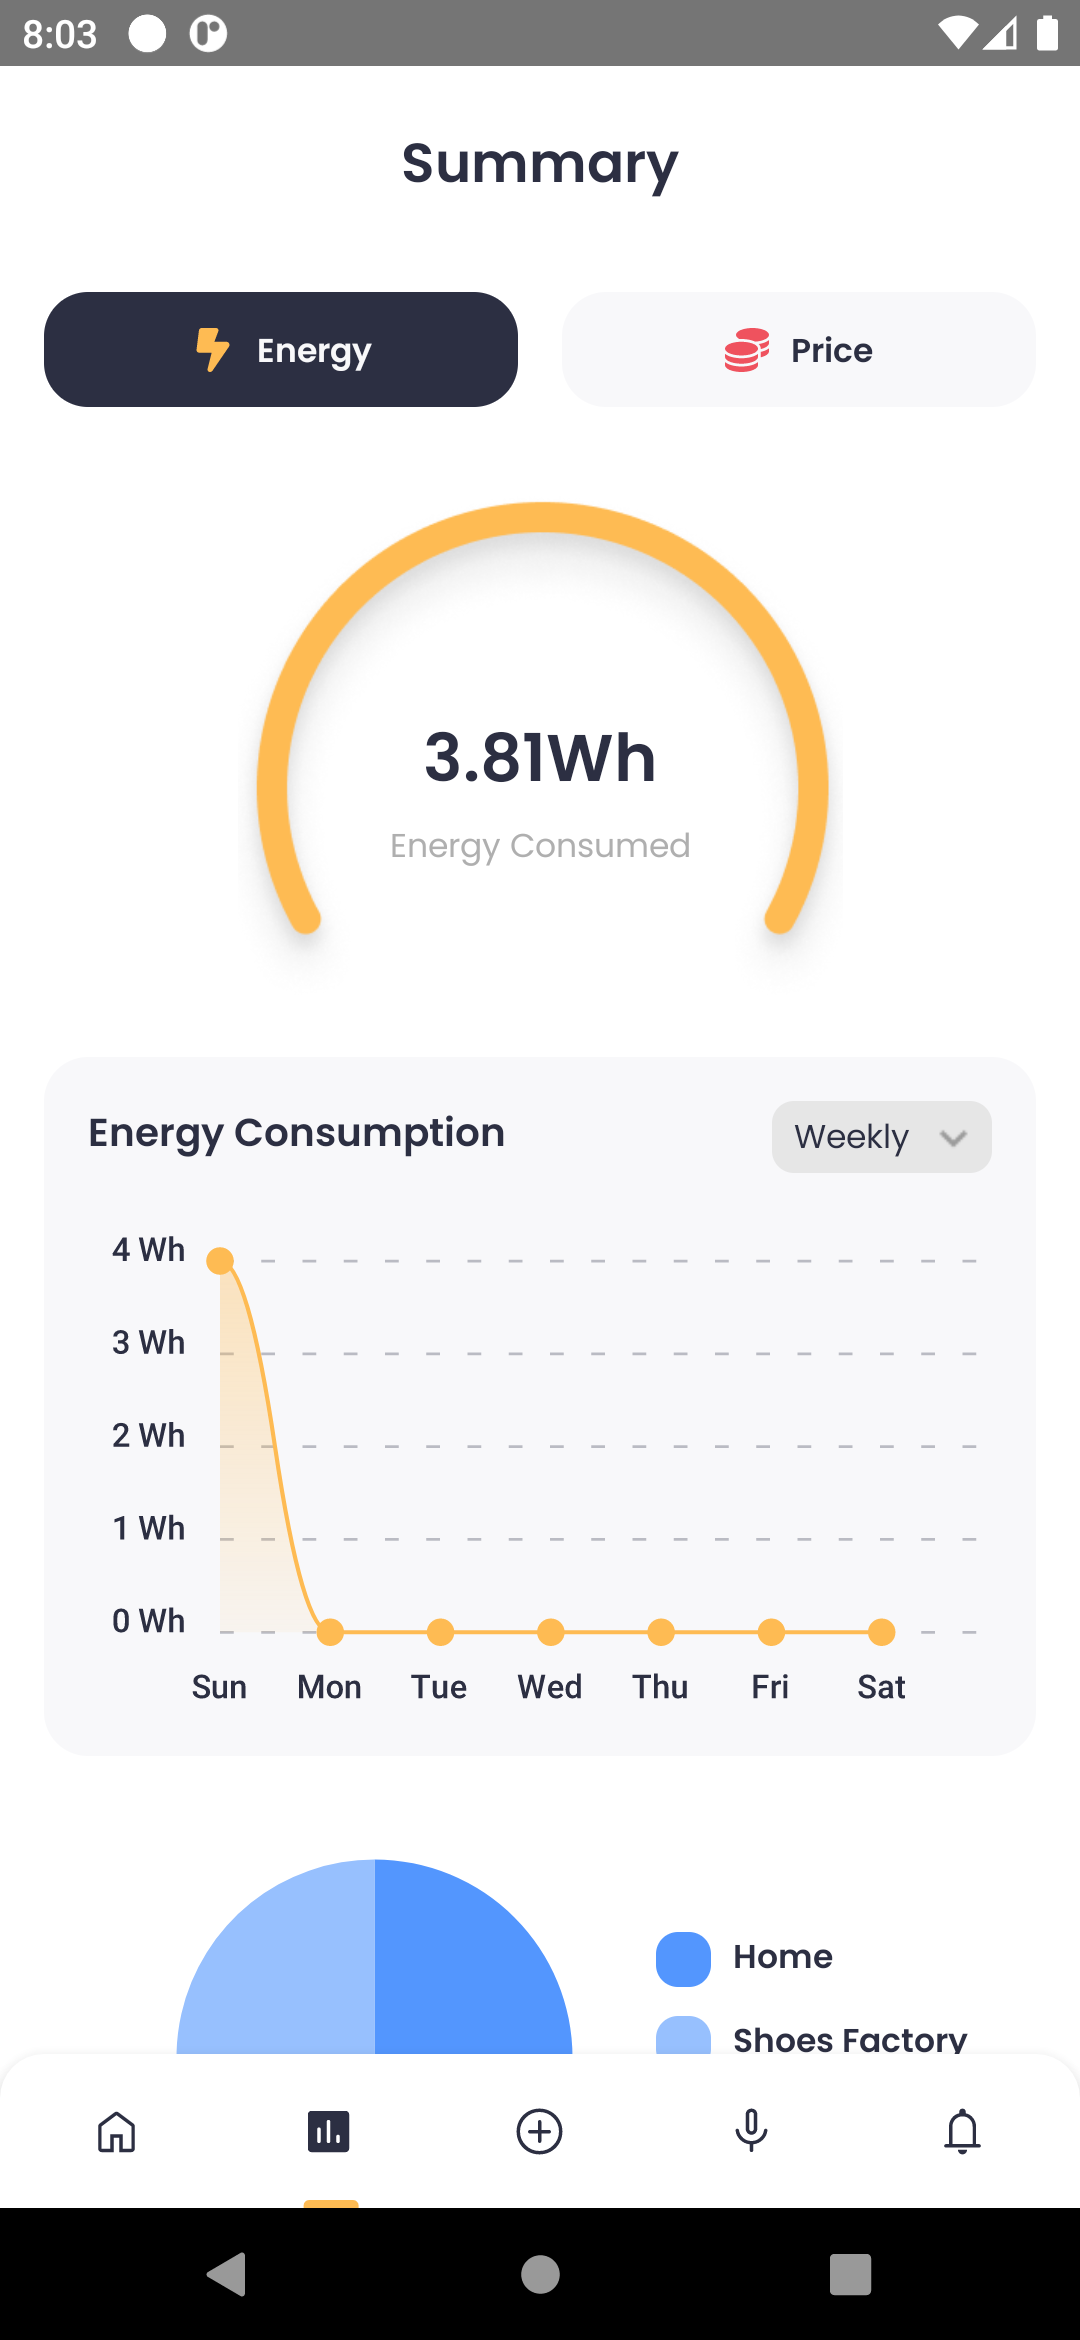 8:03
Summary
Energy
Price
3.81Wh
Energy Consumed
Energy Consumption
Weekly
4 Wh
3 Wh
2 Wh
1 Wh
0 Wh
Sun Mon Tue Wed Thu Fri Sat
Home
Shoes Factory